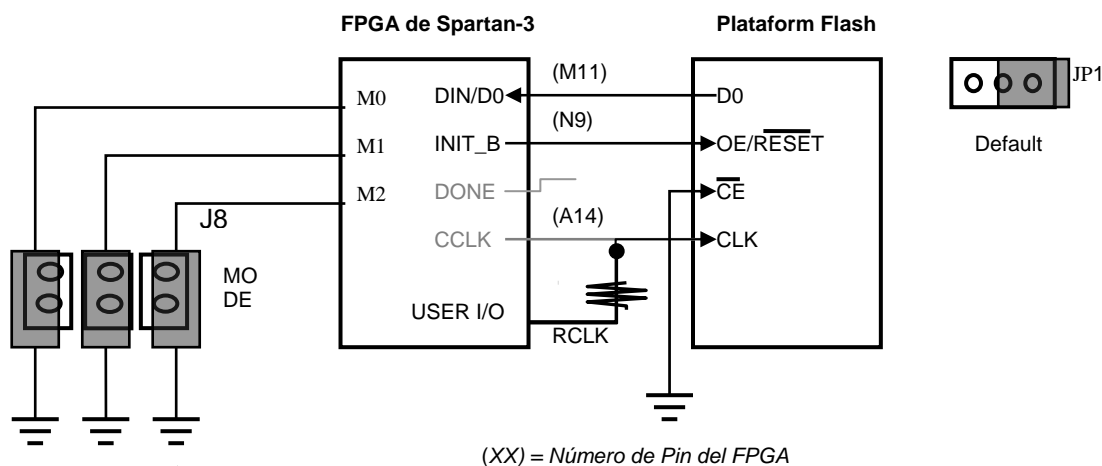 FPGA de Spartan-3
Plataform Flash
(M11)
JP1
M0
DIN/D0
D0
(N9)
M1
INIT_B
OE/RESET
Default
M2
DONE
CE
J8
(A14)
CCLK
CLK
MO
DE
USER I/O
RCLK
(XX) = Número de Pin del FPGA